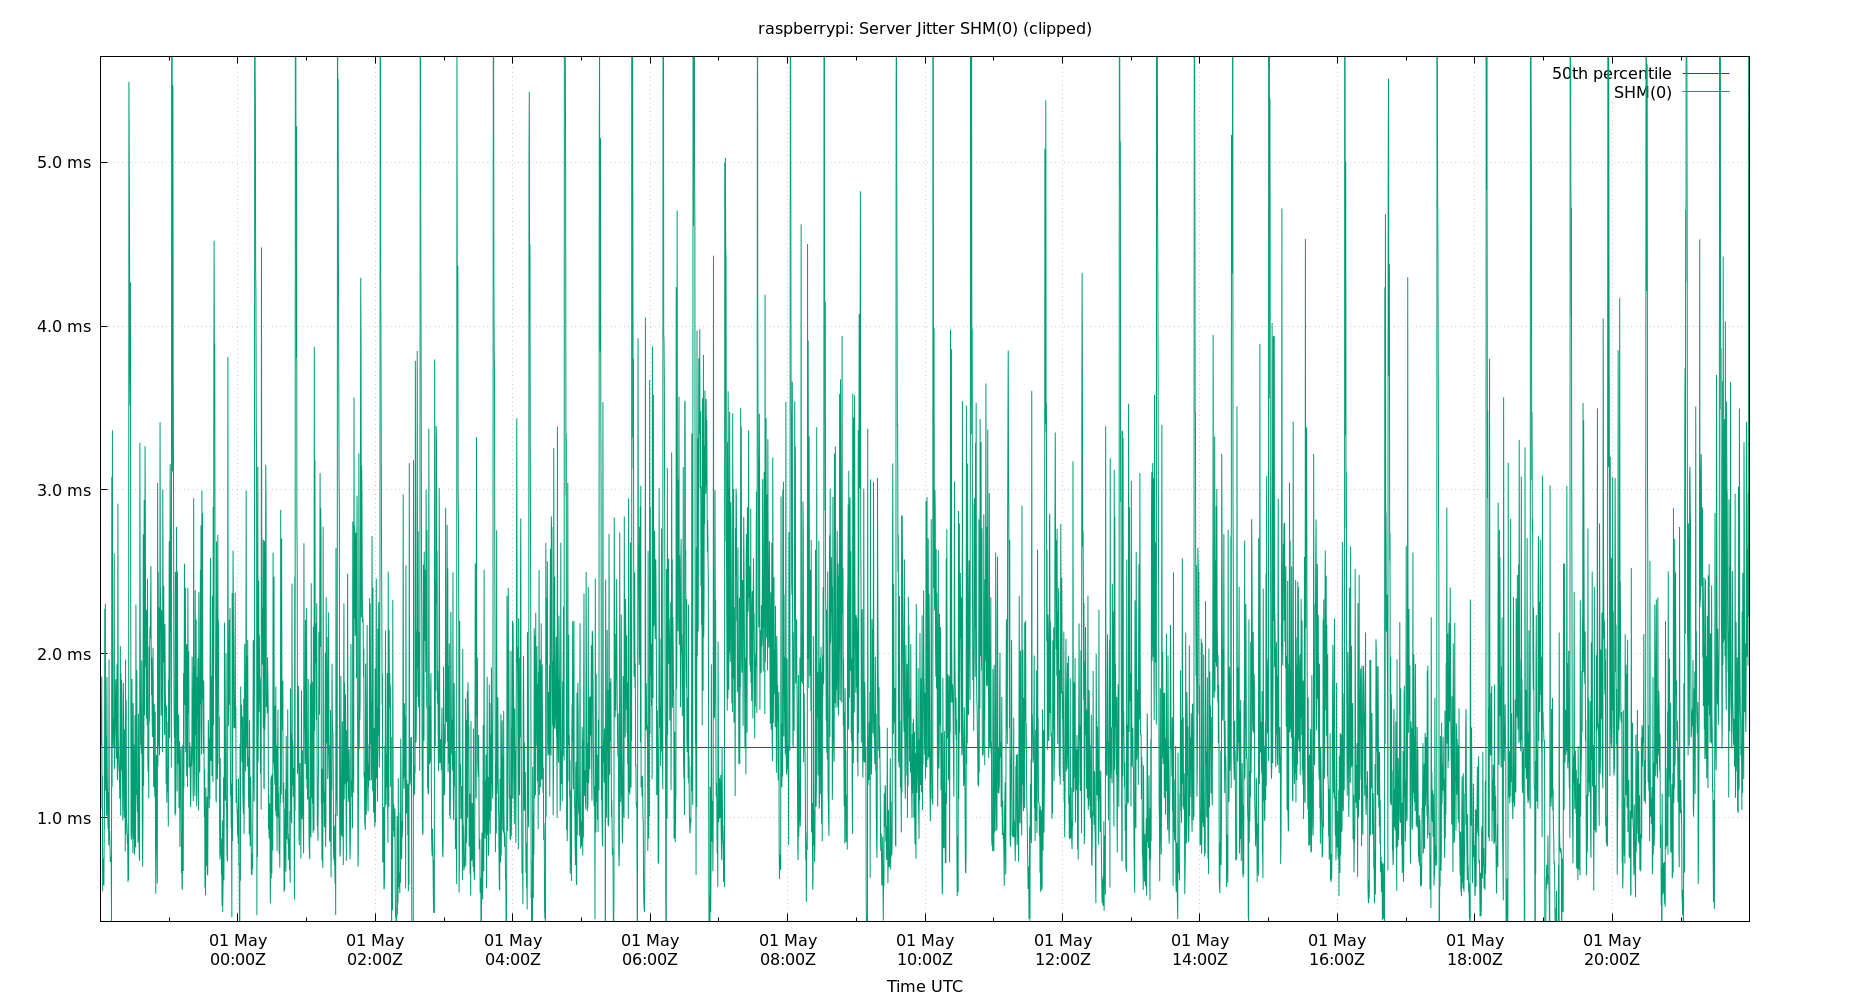 raspberrypi: Server Jitter SHM(0) (clipped)
50th percentile
SHM(0)
5.0 ms
4.0 ms
3.0 ms
2.0 ms
1.0 ms
01 May 01 May 01 May 01 May 01 May 01 May 01 May 01 May 01 May 01 May 01 May
00:00Z 02:00Z 04:00Z 06:00Z 08:00Z 10:00Z 12:00Z 14:00Z 16:00Z 18:00Z 20:00Z
Time UTC